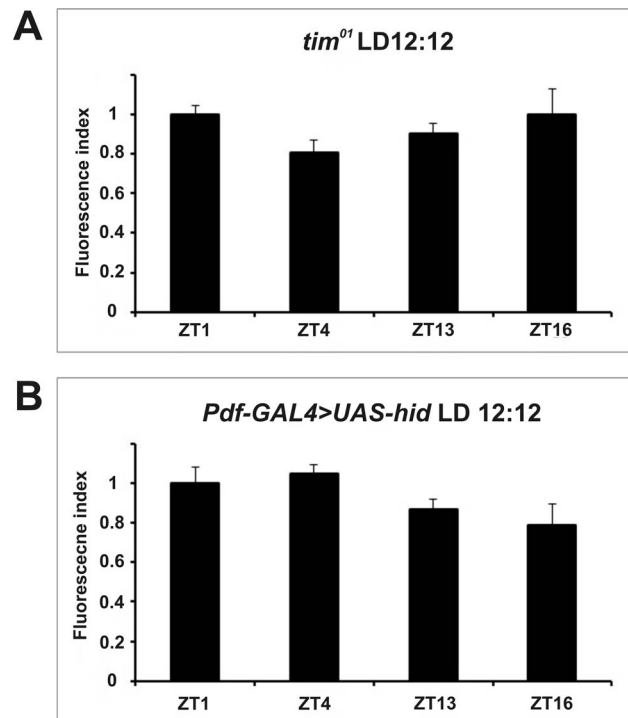 A
tim⁰¹ LD12:12
Fluorescence index
1
0.8
0.6
0.4
0.2
0
ZT1 ZT4 ZT13 ZT16
B
Pdf-GAL4>UAS-hid LD 12:12
Fluorescecne index
1
0.8
0.6
0.4
0.2
0
ZT1 ZT4 ZT13 ZT16